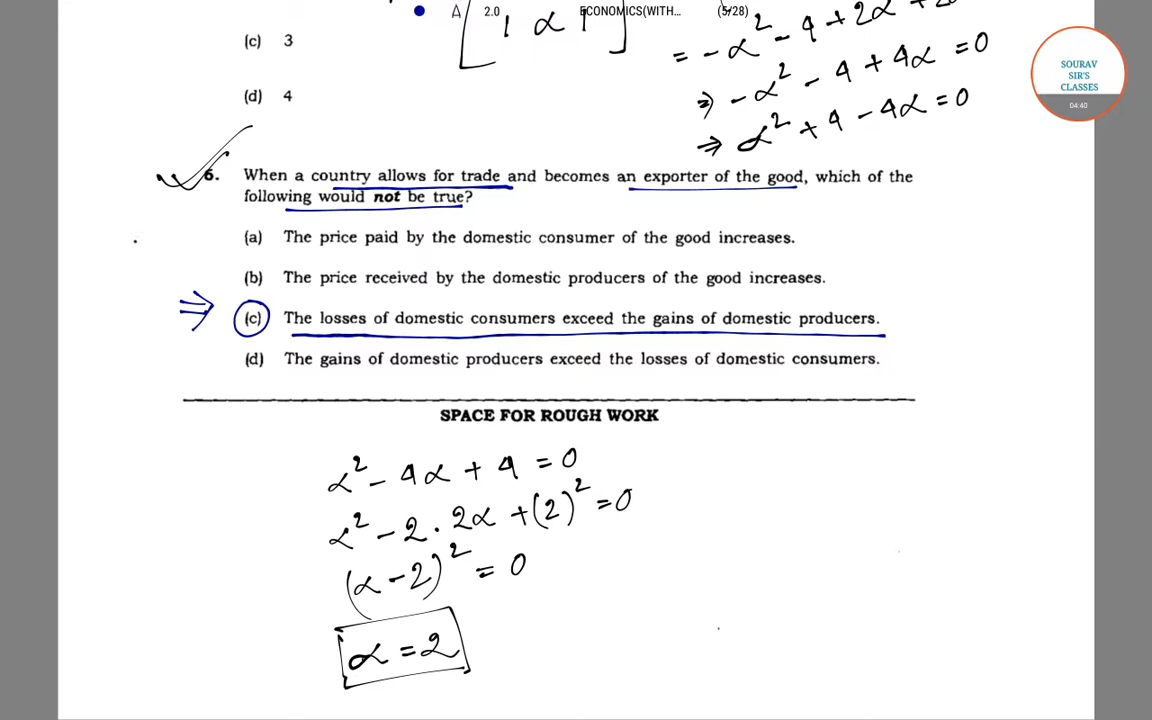 A 2.0 ECONOMICS(WITH... (5/28)
[ 1 α 1 ]
= -α² - 4 + 2α +
(c) 3
= -α² - 4 + 4α = 0
(d) 4
⇒ α² + 4 - 4α = 0
SOURAV
SIR'S
CLASSES
04:40
6. When a country allows for trade and becomes an exporter of the good, which of the
following would not be true?
(a) The price paid by the domestic consumer of the good increases.
(b) The price received by the domestic producers of the good increases.
⇒ (c) The losses of domestic consumers exceed the gains of domestic producers.
(d) The gains of domestic producers exceed the losses of domestic consumers.
SPACE FOR ROUGH WORK
α² - 4α + 4 = 0
α² - 2 . 2α + (2)² = 0
(α - 2)² = 0
α = 2